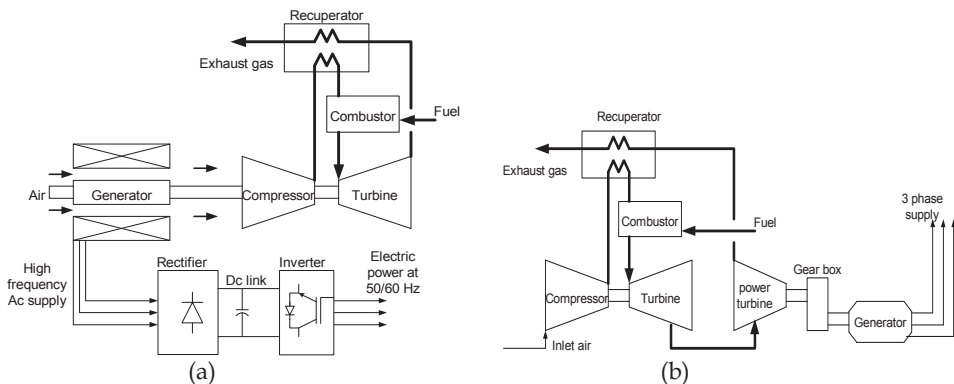 Recuperator
Exhaust gas
Combustor
Fuel
Air
Generator
Compressor
Turbine
High
frequency
Ac supply
Rectifier
Dc link
Inverter
Electric
power at
50/60 Hz
(a)
Recuperator
Exhaust gas
Combustor
Fuel
3 phase
supply
Compressor
Turbine
power
turbine
Gear box
Generator
Inlet air
(b)